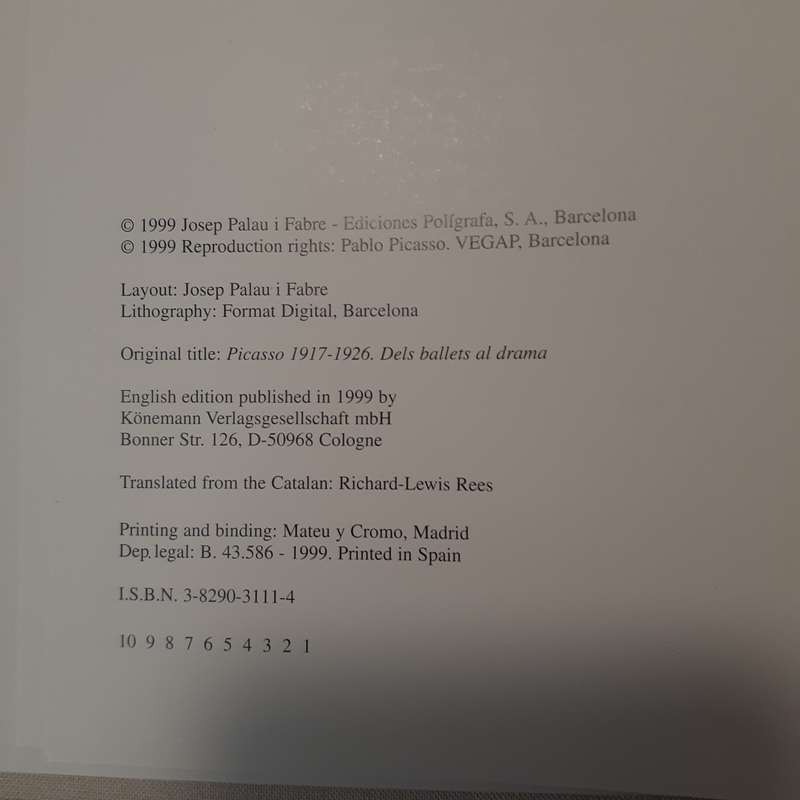 © 1999 Josep Palau i Fabre - Ediciones Polígrafa, S. A., Barcelona
© 1999 Reproduction rights: Pablo Picasso. VEGAP, Barcelona
Layout: Josep Palau i Fabre
Lithography: Format Digital, Barcelona
Original title: Picasso 1917-1926. Dels ballets al drama
English edition published in 1999 by
Könemann Verlagsgesellschaft mbH
Bonner Str. 126, D-50968 Cologne
Translated from the Catalan: Richard-Lewis Rees
Printing and binding: Mateu y Cromo, Madrid
Dep. legal: B. 43.586 - 1999. Printed in Spain
I.S.B.N. 3-8290-3111-4
10 9 8 7 6 5 4 3 2 1